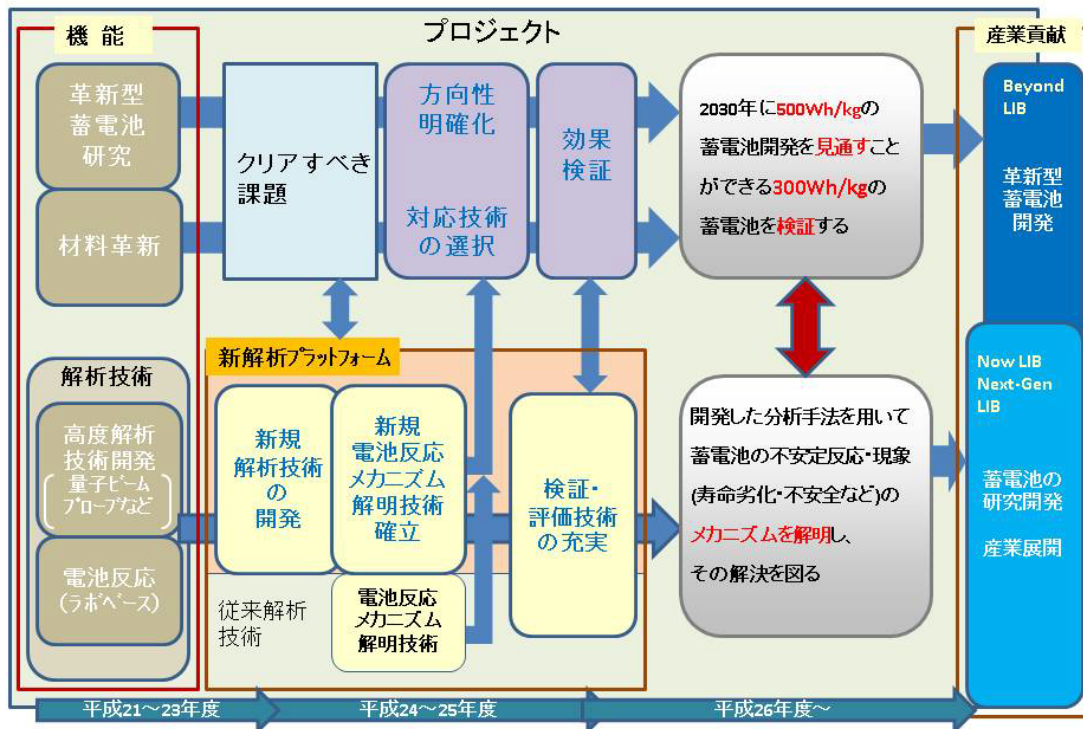 プロジェクト
機 能
革新型
蓄電池
研究
材料革新
解析技術
高度解析
技術開発
量子ビーム
プローブなど
電池反応
(ラボベース)
クリアすべき
課題
方向性
明確化
対応技術
の選択
効果
検証
2030年に500Wh/kgの
蓄電池開発を見通すこと
ができる300Wh/kgの
蓄電池を検証する
新解析プラットフォーム
新規
解析技術
の
開発
新規
電池反応
メカニズム
解明技術
確立
従来解析
技術
電池反応
メカニズム
解明技術
検証・
評価技術
の充実
開発した分析手法を用いて
蓄電池の不安定反応・現象
(寿命劣化・不安全など)の
メカニズムを解明し、
その解決を図る
産業貢献
Beyond
LIB
革新型
蓄電池
開発
Now LIB
Next-Gen
LIB
蓄電池の
研究開発
産業展開
平成21～23年度
平成24～25年度
平成26年度～